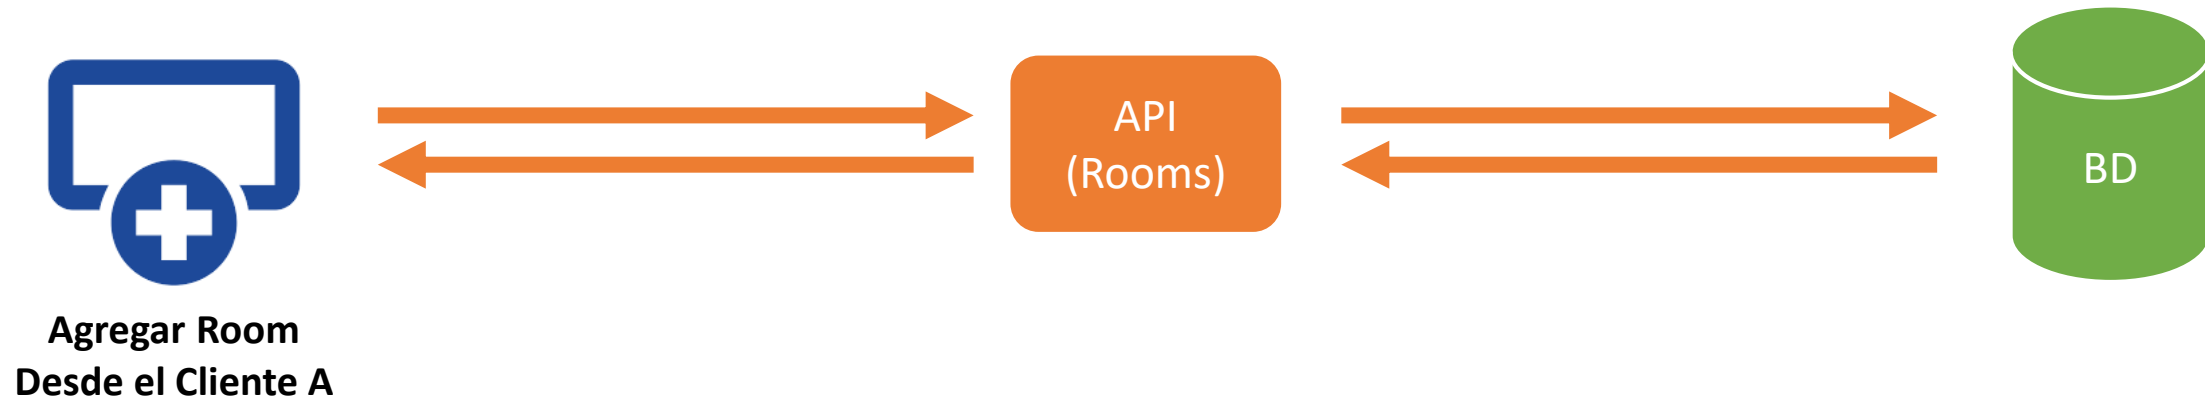 API
(Rooms)
BD
Agregar Room
Desde el Cliente A